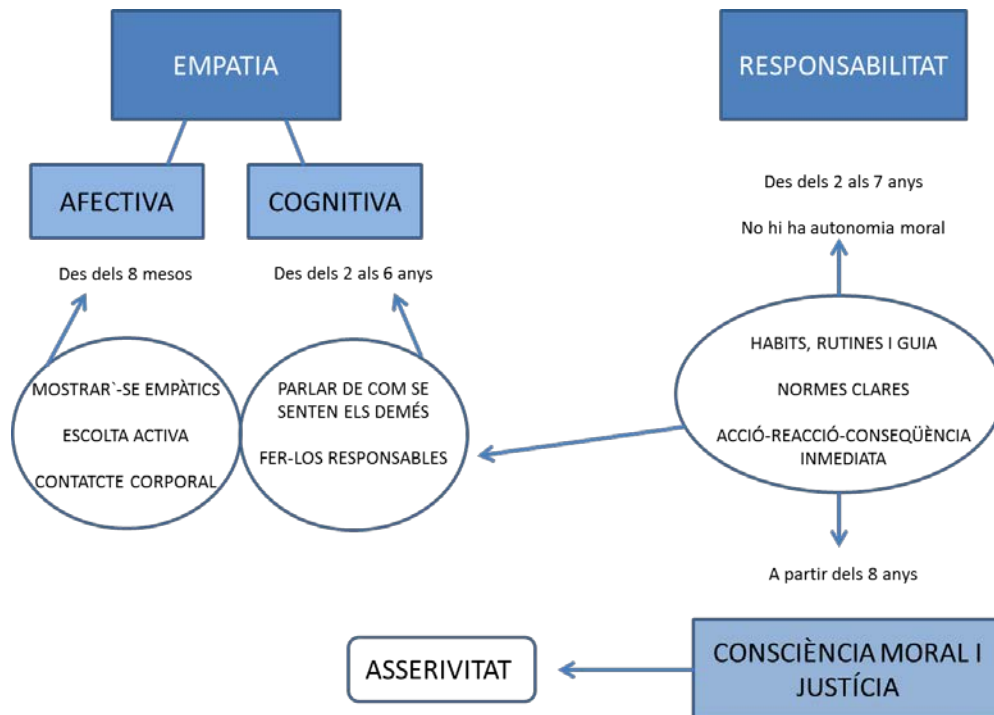 EMPATIA
RESPONSABILITAT
AFECTIVA
COGNITIVA
Des dels 2 als 7 anys
No hi ha autonomia moral
Des dels 8 mesos
Des dels 2 als 6 anys
MOSTRAR`-SE EMPÀTICS
ESCOLTA ACTIVA
CONTATCTE CORPORAL
PARLAR DE COM SE
SENTEN ELS DEMÉS
FER-LOS RESPONSABLES
HABITS, RUTINES I GUIA
NORMES CLARES
ACCIÓ-REACCIÓ-CONSEQÜÈNCIA
INMEDIATA
A partir dels 8 anys
ASSERIVITAT
CONSCIÈNCIA MORAL I
JUSTÍCIA